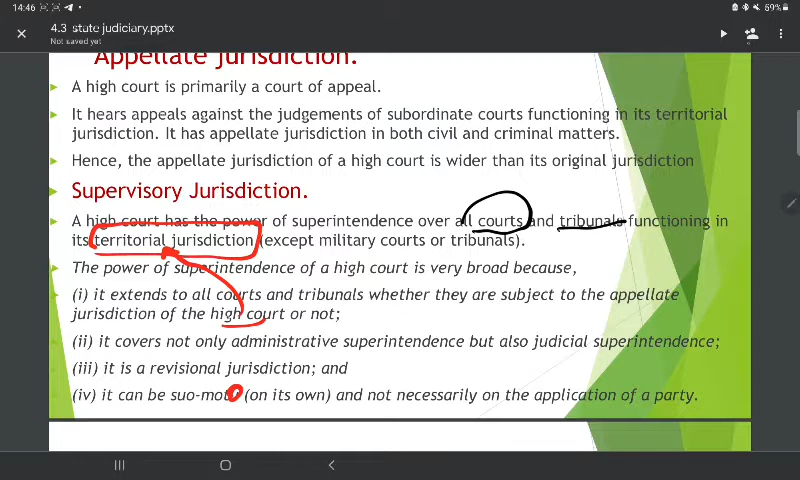 14:46
59%
4.3 state judiciary.pptx
Not saved yet
Appellate jurisdiction.
A high court is primarily a court of appeal.
It hears appeals against the judgements of subordinate courts functioning in its territorial
jurisdiction. It has appellate jurisdiction in both civil and criminal matters.
Hence, the appellate jurisdiction of a high court is wider than its original jurisdiction
Supervisory Jurisdiction.
A high court has the power of superintendence over all courts and tribunals functioning in
its territorial jurisdiction (except military courts or tribunals).
The power of superintendence of a high court is very broad because,
(i) it extends to all courts and tribunals whether they are subject to the appellate
jurisdiction of the high court or not;
(ii) it covers not only administrative superintendence but also judicial superintendence;
(iii) it is a revisional jurisdiction; and
(iv) it can be suo-moto (on its own) and not necessarily on the application of a party.